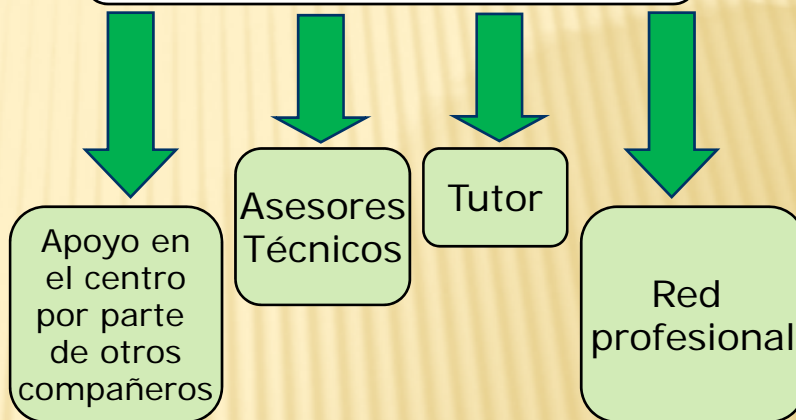 Apoyo en
el centro
por parte
de otros
compañeros
Asesores
Técnicos
Tutor
Red
profesional